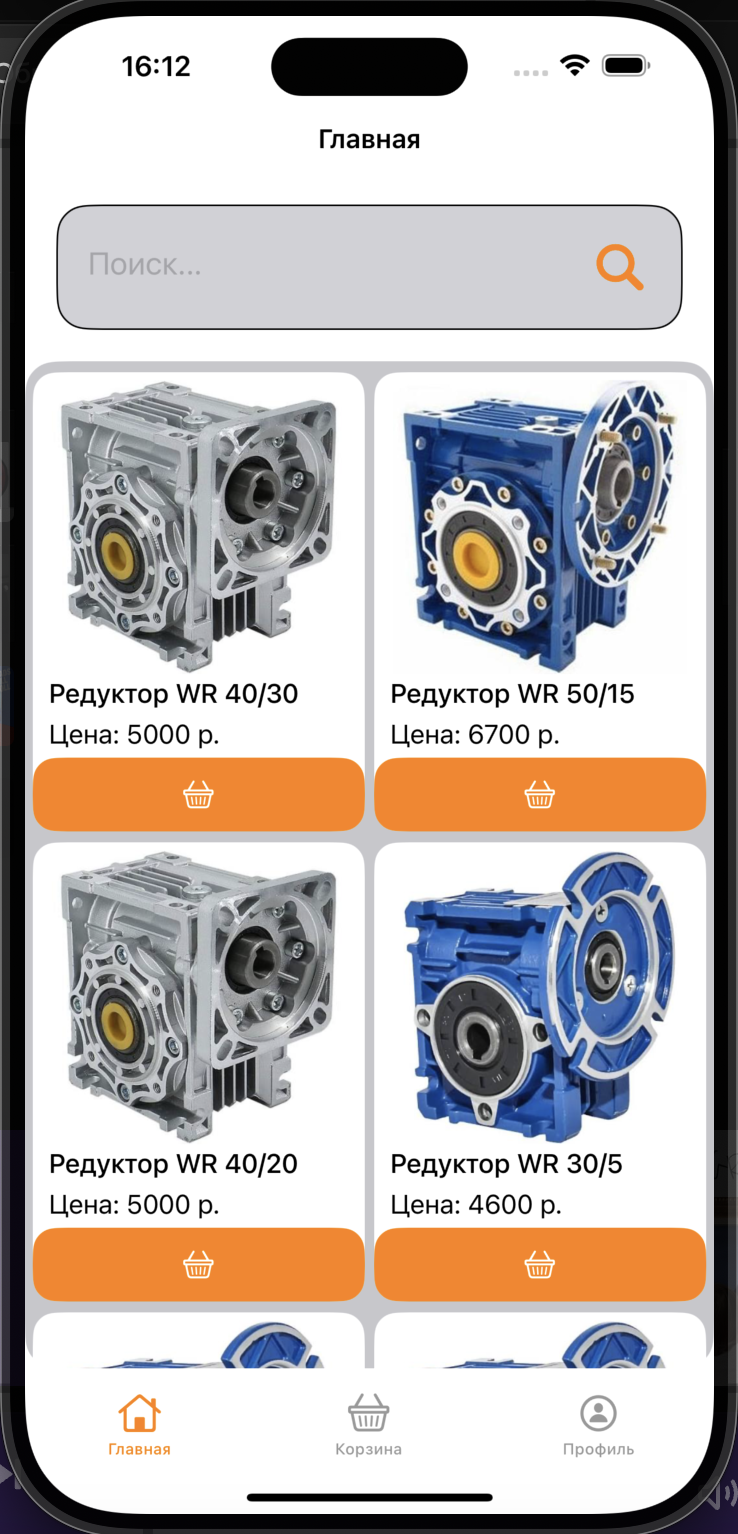 16:12
Главная
Поиск...
Редуктор WR 40/30
Цена: 5000 р.
Редуктор WR 50/15
Цена: 6700 р.
Редуктор WR 40/20
Цена: 5000 р.
Редуктор WR 30/5
Цена: 4600 р.
Главная
Корзина
Профиль